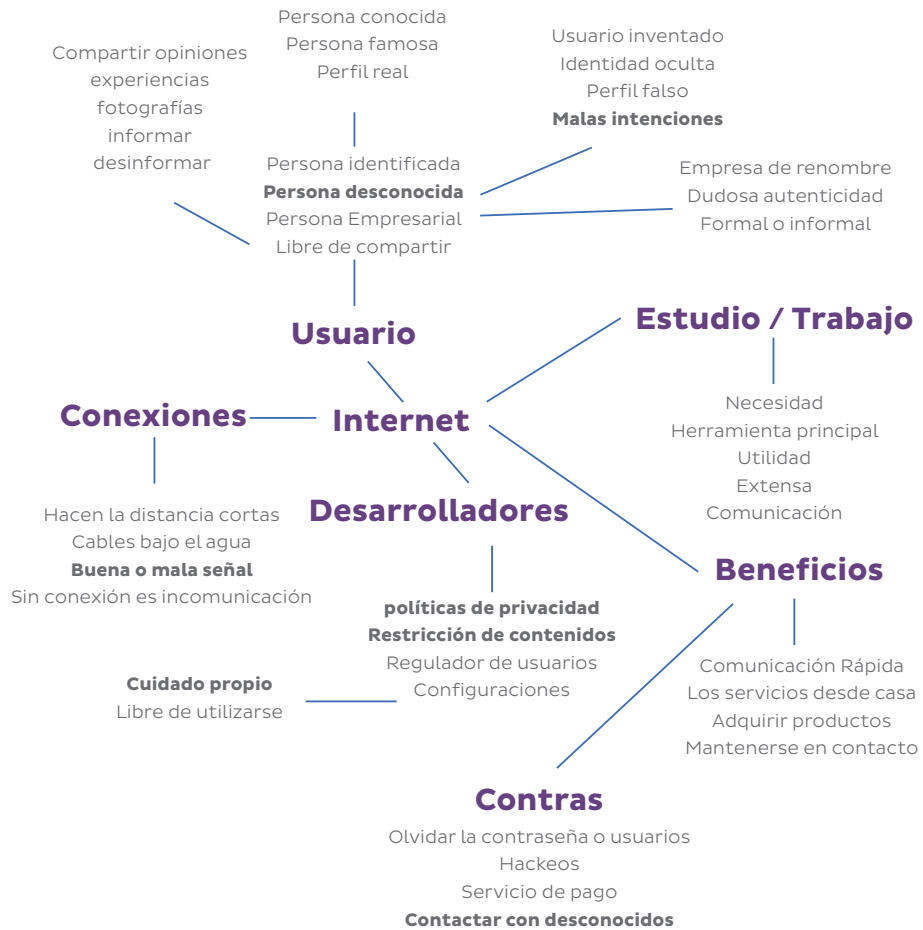 Persona conocida
Persona famosa
Perfil real
Compartir opiniones
experiencias
fotografías
informar
desinformar
Usuario inventado
Identidad oculta
Perfil falso
Malas intenciones
Persona identificada
Persona desconocida
Persona Empresarial
Libre de compartir
Empresa de renombre
Dudosa autenticidad
Formal o informal
Usuario
Estudio / Trabajo
Conexiones
Internet
Necesidad
Herramienta principal
Utilidad
Extensa
Comunicación
Hacen la distancia cortas
Cables bajo el agua
Buena o mala señal
Sin conexión es incomunicación
Desarrolladores
políticas de privacidad
Restricción de contenidos
Regulador de usuarios
Configuraciones
Cuidado propio
Libre de utilizarse
Beneficios
Comunicación Rápida
Los servicios desde casa
Adquirir productos
Mantenerse en contacto
Contras
Olvidar la contraseña o usuarios
Hackeos
Servicio de pago
Contactar con desconocidos